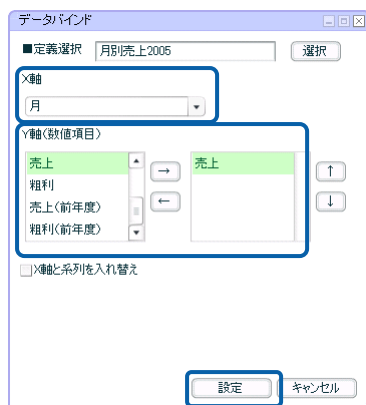 データバインド
■定義選択 月別売上2005 選択
X軸
月
Y軸(数値項目)
売上 → 売上 ↑
粗利
売上(前年度) ← ↓
粗利(前年度)
X軸と系列を入れ替え
設定 キャンセル